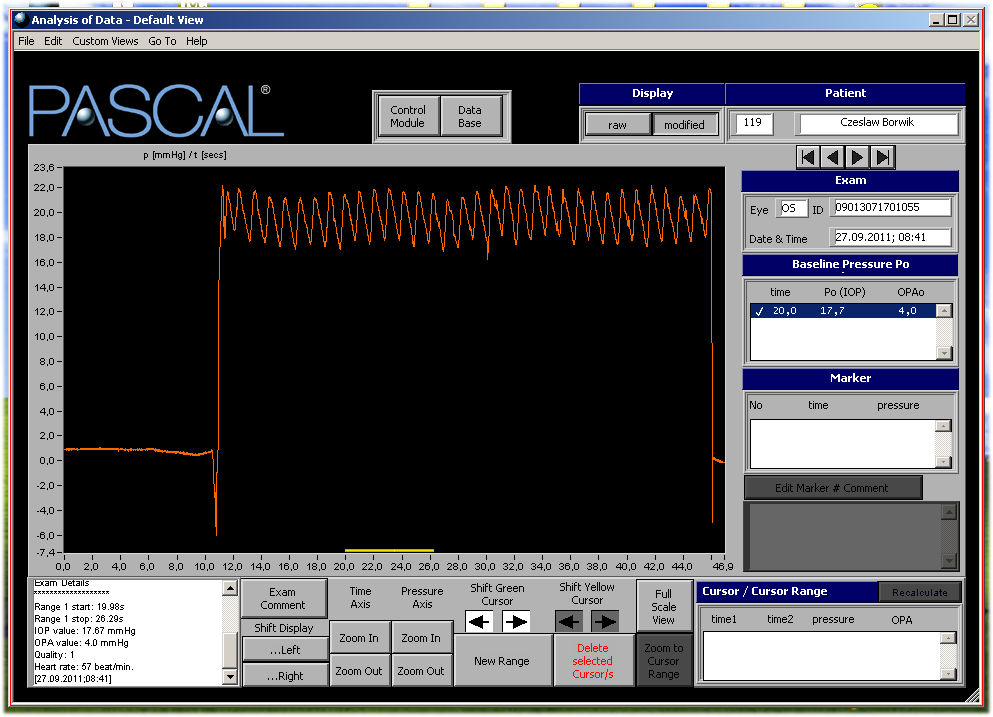 Analysis of Data - Default View
File Edit Custom Views Go To Help
PASCAL®
Control Module
Data Base
Display
raw modified
Patient
119 Czeslaw Borwik
p [mmHg] / t [secs]
23,6
22,0
20,0
18,0
16,0
14,0
12,0
10,0
8,0
6,0
4,0
2,0
0,0
-2,0
-4,0
-6,0
-7,4
0,0 2,0 4,0 6,0 8,0 10,0 12,0 14,0 16,0 18,0 20,0 22,0 24,0 26,0 28,0 30,0 32,0 34,0 36,0 38,0 40,0 42,0 44,0 46,9
Exam
Eye OS ID 09013071701055
Date & Time 27.09.2011; 08:41
Baseline Pressure Po
time Po (IOP) OPAo
✓ 20,0 17,7 4,0
Marker
No time pressure
Edit Marker # Comment
Exam Details
******************
Range 1 start: 19.98s
Range 1 stop: 26.29s
IOP value: 17.67 mmHg
OPA value: 4.0 mmHg
Quality: 1
Heart rate: 57 beat/min.
[27.09.2011;08:41]
Exam
Comment
Shift Display
...Left
...Right
Time
Axis
Zoom In
Zoom Out
Pressure
Axis
Zoom In
Zoom Out
Shift Green
Cursor
New Range
Shift Yellow
Cursor
Delete
selected
Cursor/s
Full
Scale
View
Zoom to
Cursor
Range
Cursor / Cursor Range
Recalculate
time1 time2 pressure OPA